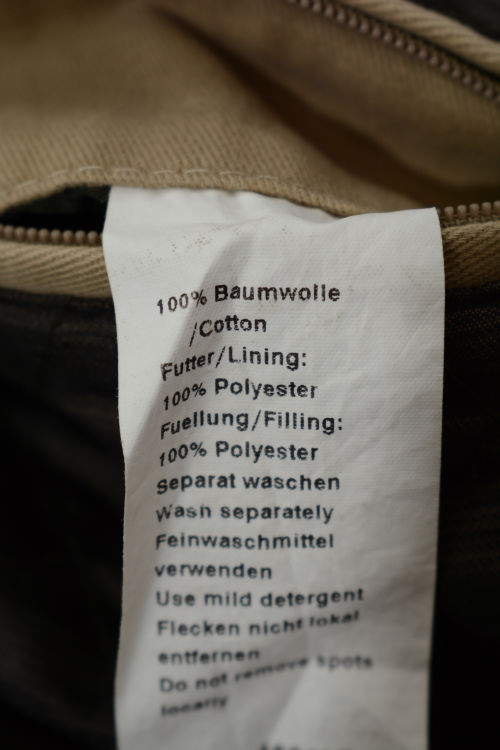 100% Baumwolle
/Cotton
Futter/Lining:
100% Polyester
Fuellung/Filling:
100% Polyester
Separat waschen
Wash separately
Feinwaschmittel
verwenden
Use mild detergent
Flecken nicht lokal
entfernen
Do not remove spots
locally